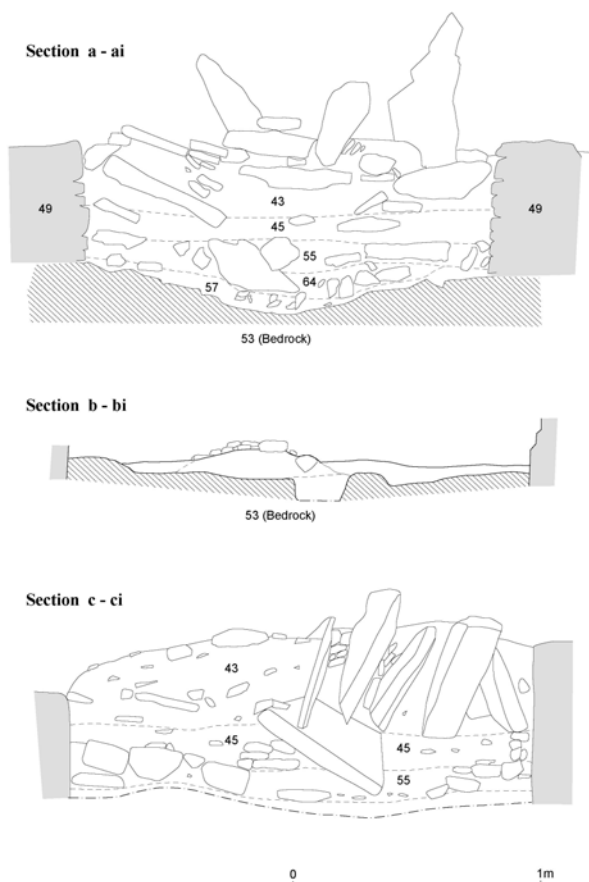 Section a - ai
49
43
49
45
55
57
64
53 (Bedrock)
Section b - bi
53 (Bedrock)
Section c - ci
43
45
45
55
0
1m